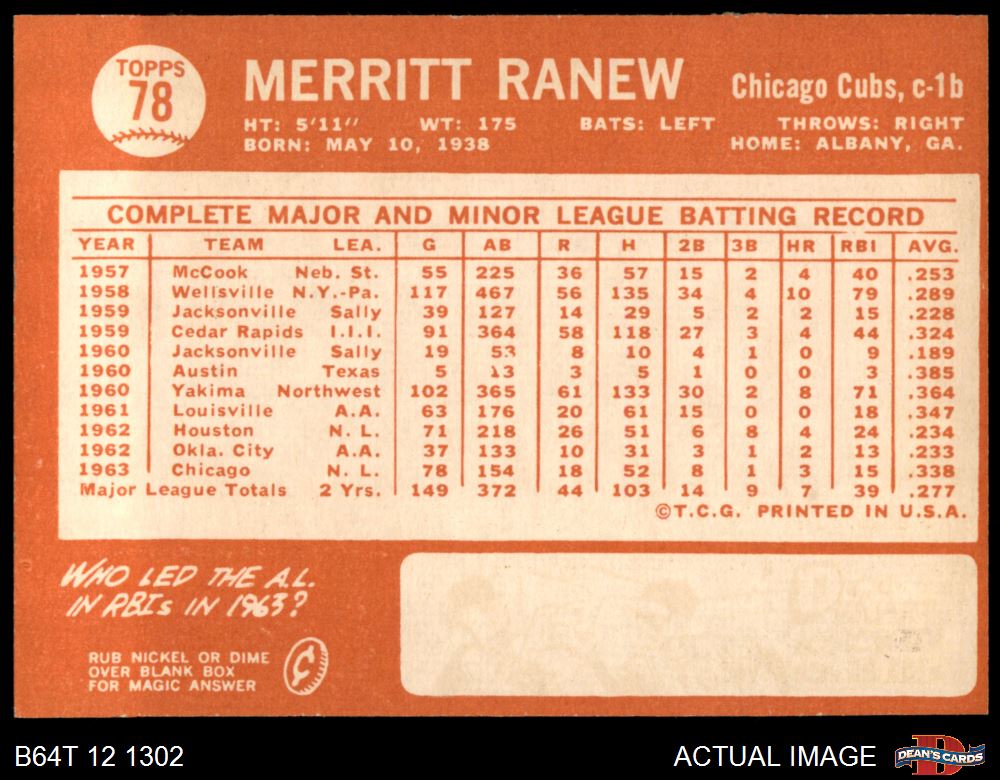 TOPPS
78
MERRITT RANEW
Chicago Cubs, c-1b
HT: 5'11" WT: 175 BATS: LEFT THROWS: RIGHT
BORN: MAY 10, 1938 HOME: ALBANY, GA.
COMPLETE MAJOR AND MINOR LEAGUE BATTING RECORD
YEAR TEAM LEA. G AB R H 2B 3B HR RBI AVG.
1957 McCook Neb. St. 55 225 36 57 15 2 4 40 .253
1958 Wellsville N.Y.-Pa. 117 467 56 135 34 4 10 79 .289
1959 Jacksonville Sally 39 127 14 29 5 2 2 15 .228
1959 Cedar Rapids I.I.I. 91 364 58 118 27 3 4 44 .324
1960 Jacksonville Sally 19 53 8 10 4 1 0 9 .189
1960 Austin Texas 5 13 3 5 1 0 0 3 .385
1960 Yakima Northwest 102 365 61 133 30 2 8 71 .364
1961 Louisville A.A. 63 176 20 61 15 0 0 18 .347
1962 Houston N. L. 71 218 26 51 6 8 4 24 .234
1962 Okla. City A.A. 37 133 10 31 3 1 2 13 .233
1963 Chicago N. L. 78 154 18 52 8 1 3 15 .338
Major League Totals 2 Yrs. 149 372 44 103 14 9 7 39 .277
©T.C.G. PRINTED IN U.S.A.
WHO LED THE A.L.
IN RBIs IN 1963?
RUB NICKEL OR DIME
OVER BLANK BOX
FOR MAGIC ANSWER
¢
B64T 12 1302
ACTUAL IMAGE
D
DEAN'S CARDS